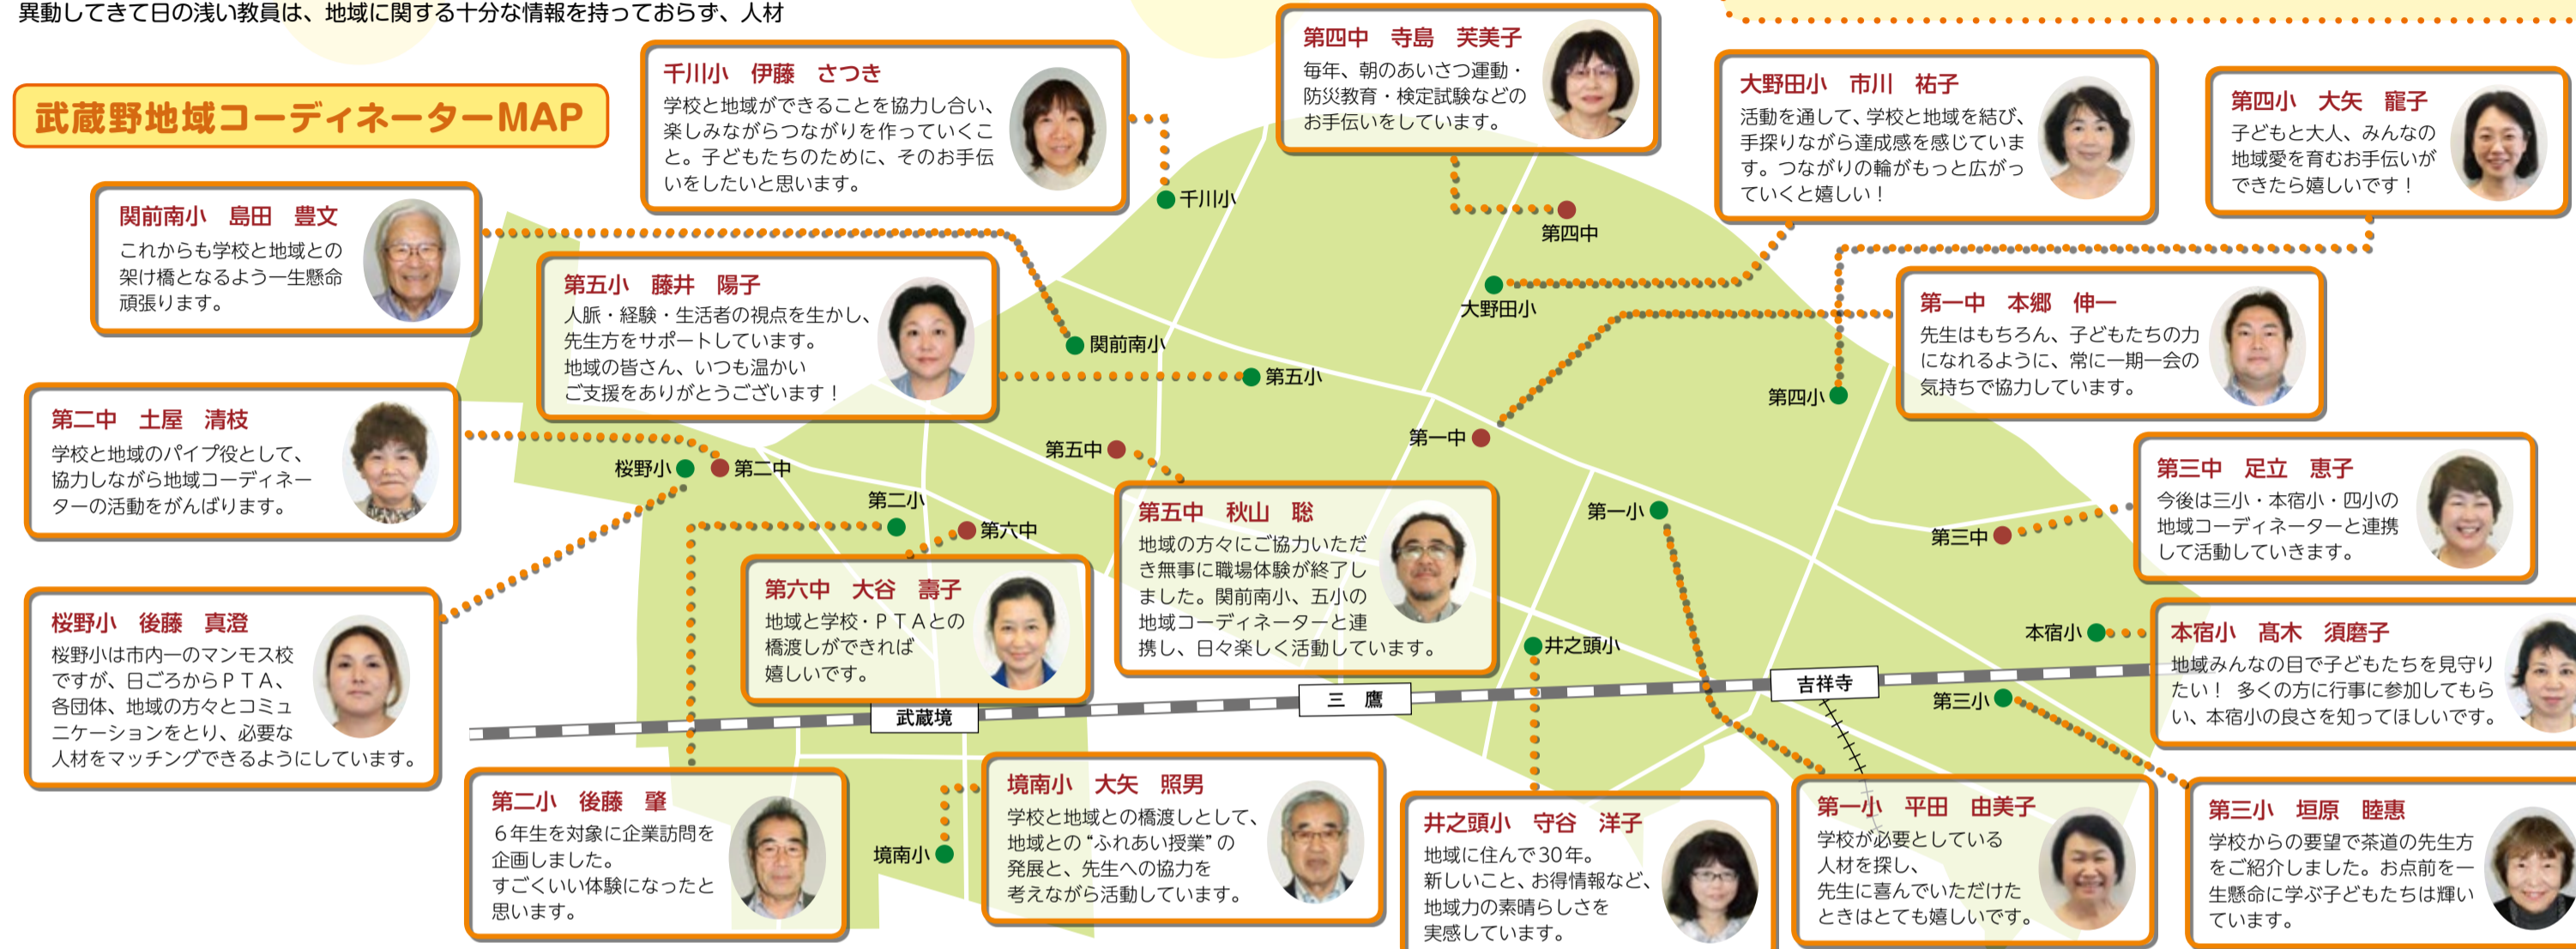 異動してきて日の浅い教員は、地域に関する十分な情報を持っておらず、人材
武蔵野地域コーディネーターMAP
千川小　伊藤　さつき
学校と地域ができることを協力し合い、
楽しみながらつながりを作っていくこ
と。子どもたちのために、そのお手伝
いをしたいと思います。
第四中　寺島　芙美子
毎年、朝のあいさつ運動・
防災教育・検定試験などの
お手伝いをしています。
大野田小　市川　祐子
活動を通して、学校と地域を結び、
手探りながら達成感を感じていま
す。つながりの輪がもっと広がっ
ていくと嬉しい！
第四小　大矢　寵子
子どもと大人、みんなの
地域愛を育むお手伝いが
できたら嬉しいです！
関前南小　島田　豊文
これからも学校と地域との
架け橋となるよう一生懸命
頑張ります。
第五小　藤井　陽子
人脈・経験・生活者の視点を生かし、
先生方をサポートしています。
地域の皆さん、いつも温かい
ご支援をありがとうございます！
第一中　本郷　伸一
先生はもちろん、子どもたちの力
になれるように、常に一期一会の
気持ちで協力しています。
千川小
第四中
大野田小
関前南小
第五小
第四小
第二中　土屋　清枝
学校と地域のパイプ役として、
協力しながら地域コーディネー
ターの活動をがんばります。
桜野小
第二中
第五中
第一中
第二小
第六中
第一小
第三中
第三中　足立　恵子
今後は三小・本宿小・四小の
地域コーディネーターと連携
して活動していきます。
第五中　秋山　聡
地域の方々にご協力いただ
き無事に職場体験が終了し
ました。関前南小、五小の
地域コーディネーターと連
携し、日々楽しく活動しています。
第六中　大谷　壽子
地域と学校・ＰＴＡとの
橋渡しができれば
嬉しいです。
桜野小　後藤　真澄
桜野小は市内一のマンモス校
ですが、日ごろからＰＴＡ、
各団体、地域の方々とコミュ
ニケーションをとり、必要な
人材をマッチングできるようにしています。
井之頭小
本宿小
本宿小　髙木　須磨子
地域みんなの目で子どもたちを見守り
たい！ 多くの方に行事に参加してもら
い、本宿小の良さを知ってほしいです。
武蔵境
三　鷹
吉祥寺
第三小
第二小　後藤　肇
６年生を対象に企業訪問を
企画しました。
すごくいい体験になったと
思います。
境南小
境南小　大矢　照男
学校と地域との橋渡しとして、
地域との“ふれあい授業”の
発展と、先生への協力を
考えながら活動しています。
井之頭小　守谷　洋子
地域に住んで30年。
新しいこと、お得情報など、
地域力の素晴らしさを
実感しています。
第一小　平田　由美子
学校が必要としている
人材を探し、
先生に喜んでいただけた
ときはとても嬉しいです。
第三小　垣原　睦惠
学校からの要望で茶道の先生方
をご紹介しました。お点前を一
生懸命に学ぶ子どもたちは輝い
ています。